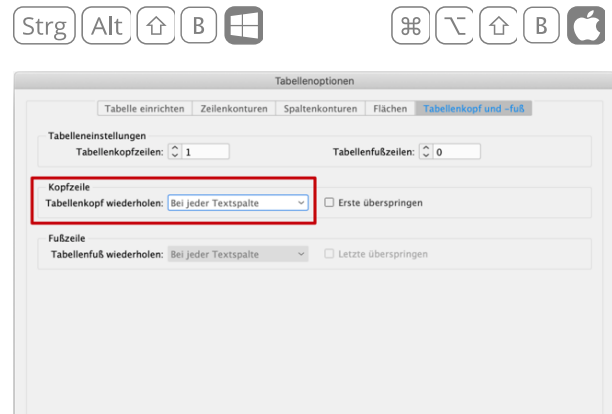 Strg Alt ⇧ B ⌘ ⌥ ⇧ B
Tabellenoptionen
Tabelle einrichten Zeilenkonturen Spaltenkonturen Flächen Tabellenkopf und -fuß
Tabelleneinstellungen
Tabellenkopfzeilen: 1 Tabellenfußzeilen: 0
Kopfzeile
Tabellenkopf wiederholen: Bei jeder Textspalte Erste überspringen
Fußzeile
Tabellenfuß wiederholen: Bei jeder Textspalte Letzte überspringen